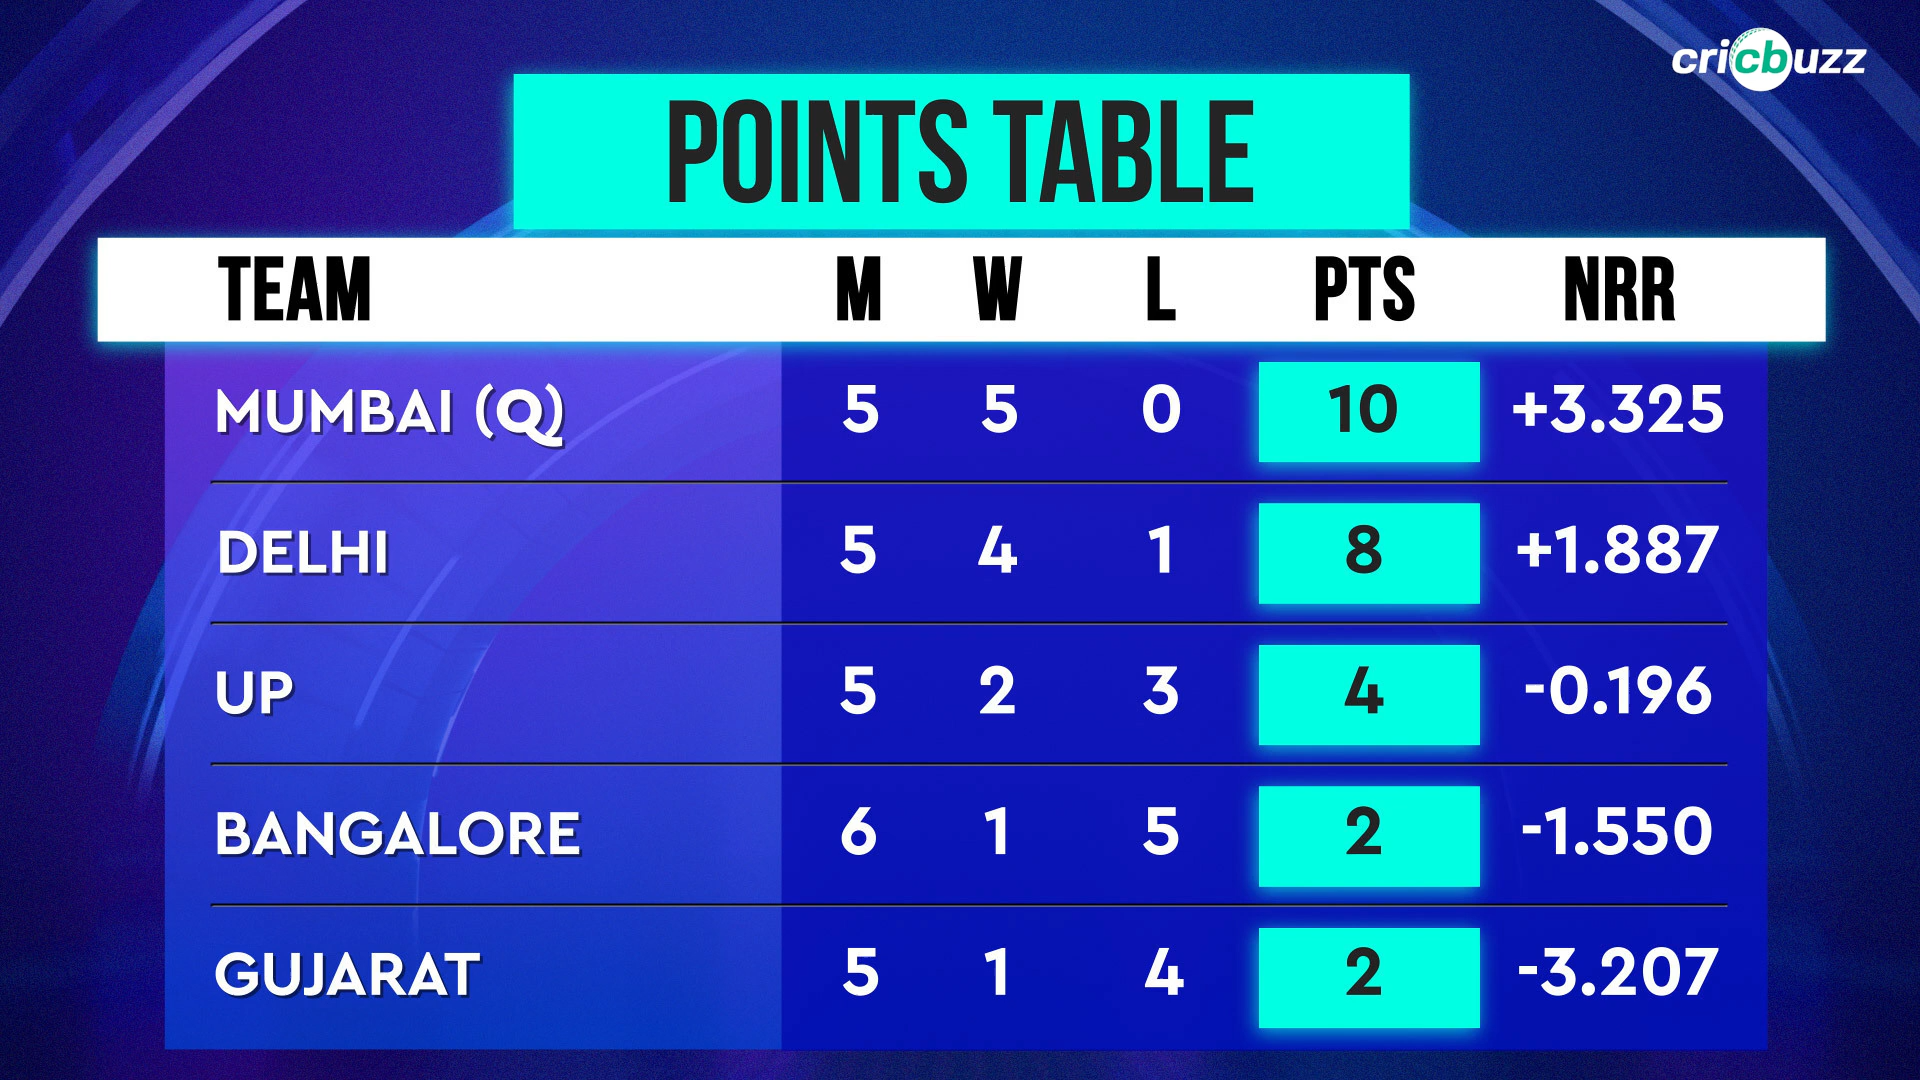 cricbuzz
POINTS TABLE
TEAM M W L PTS NRR
MUMBAI (Q) 5 5 0 10 +3.325
DELHI 5 4 1 8 +1.887
UP 5 2 3 4 -0.196
BANGALORE 6 1 5 2 -1.550
GUJARAT 5 1 4 2 -3.207